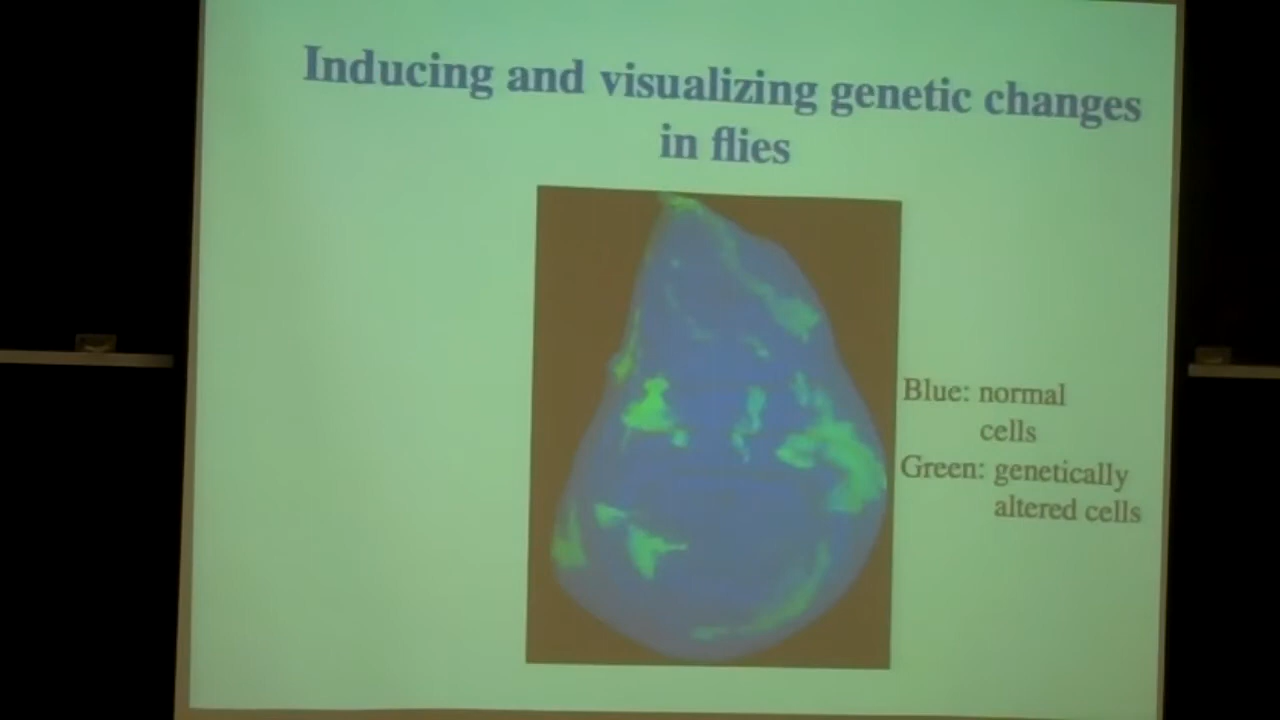 Inducing and visualizing genetic changes
in flies
Blue: normal
cells
Green: genetically
altered cells